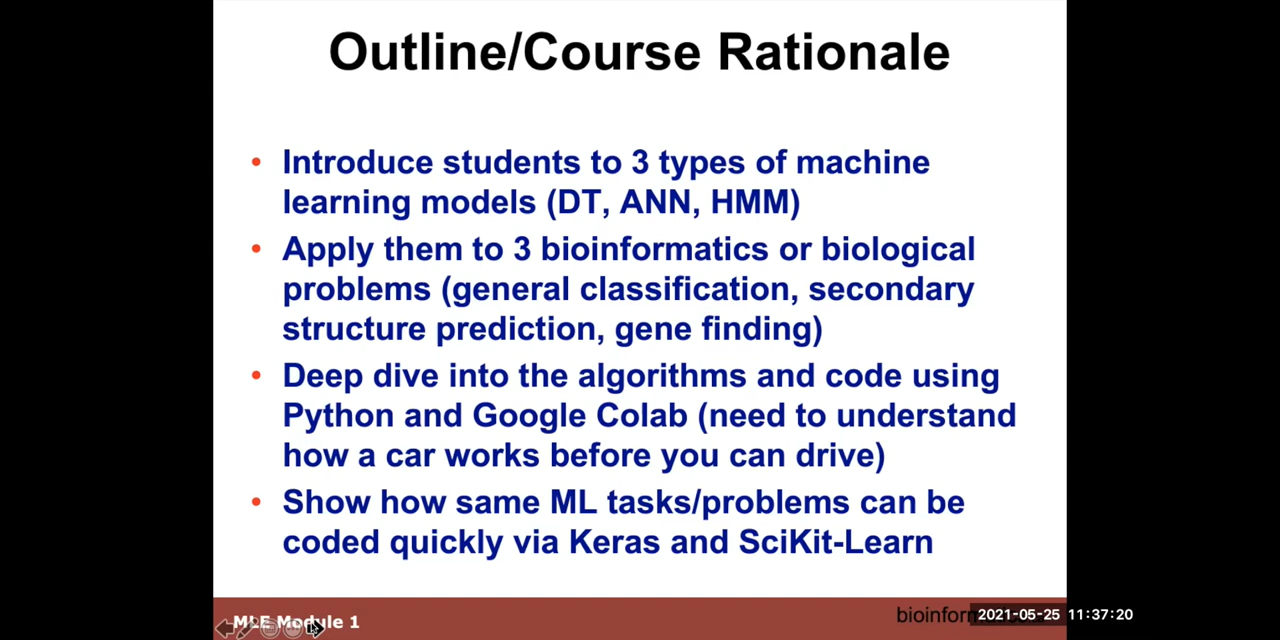 Outline/Course Rationale
• Introduce students to 3 types of machine
learning models (DT, ANN, HMM)
• Apply them to 3 bioinformatics or biological
problems (general classification, secondary
structure prediction, gene finding)
• Deep dive into the algorithms and code using
Python and Google Colab (need to understand
how a car works before you can drive)
• Show how same ML tasks/problems can be
coded quickly via Keras and SciKit-Learn
MLE Module 1
2021-05-25 11:37:20